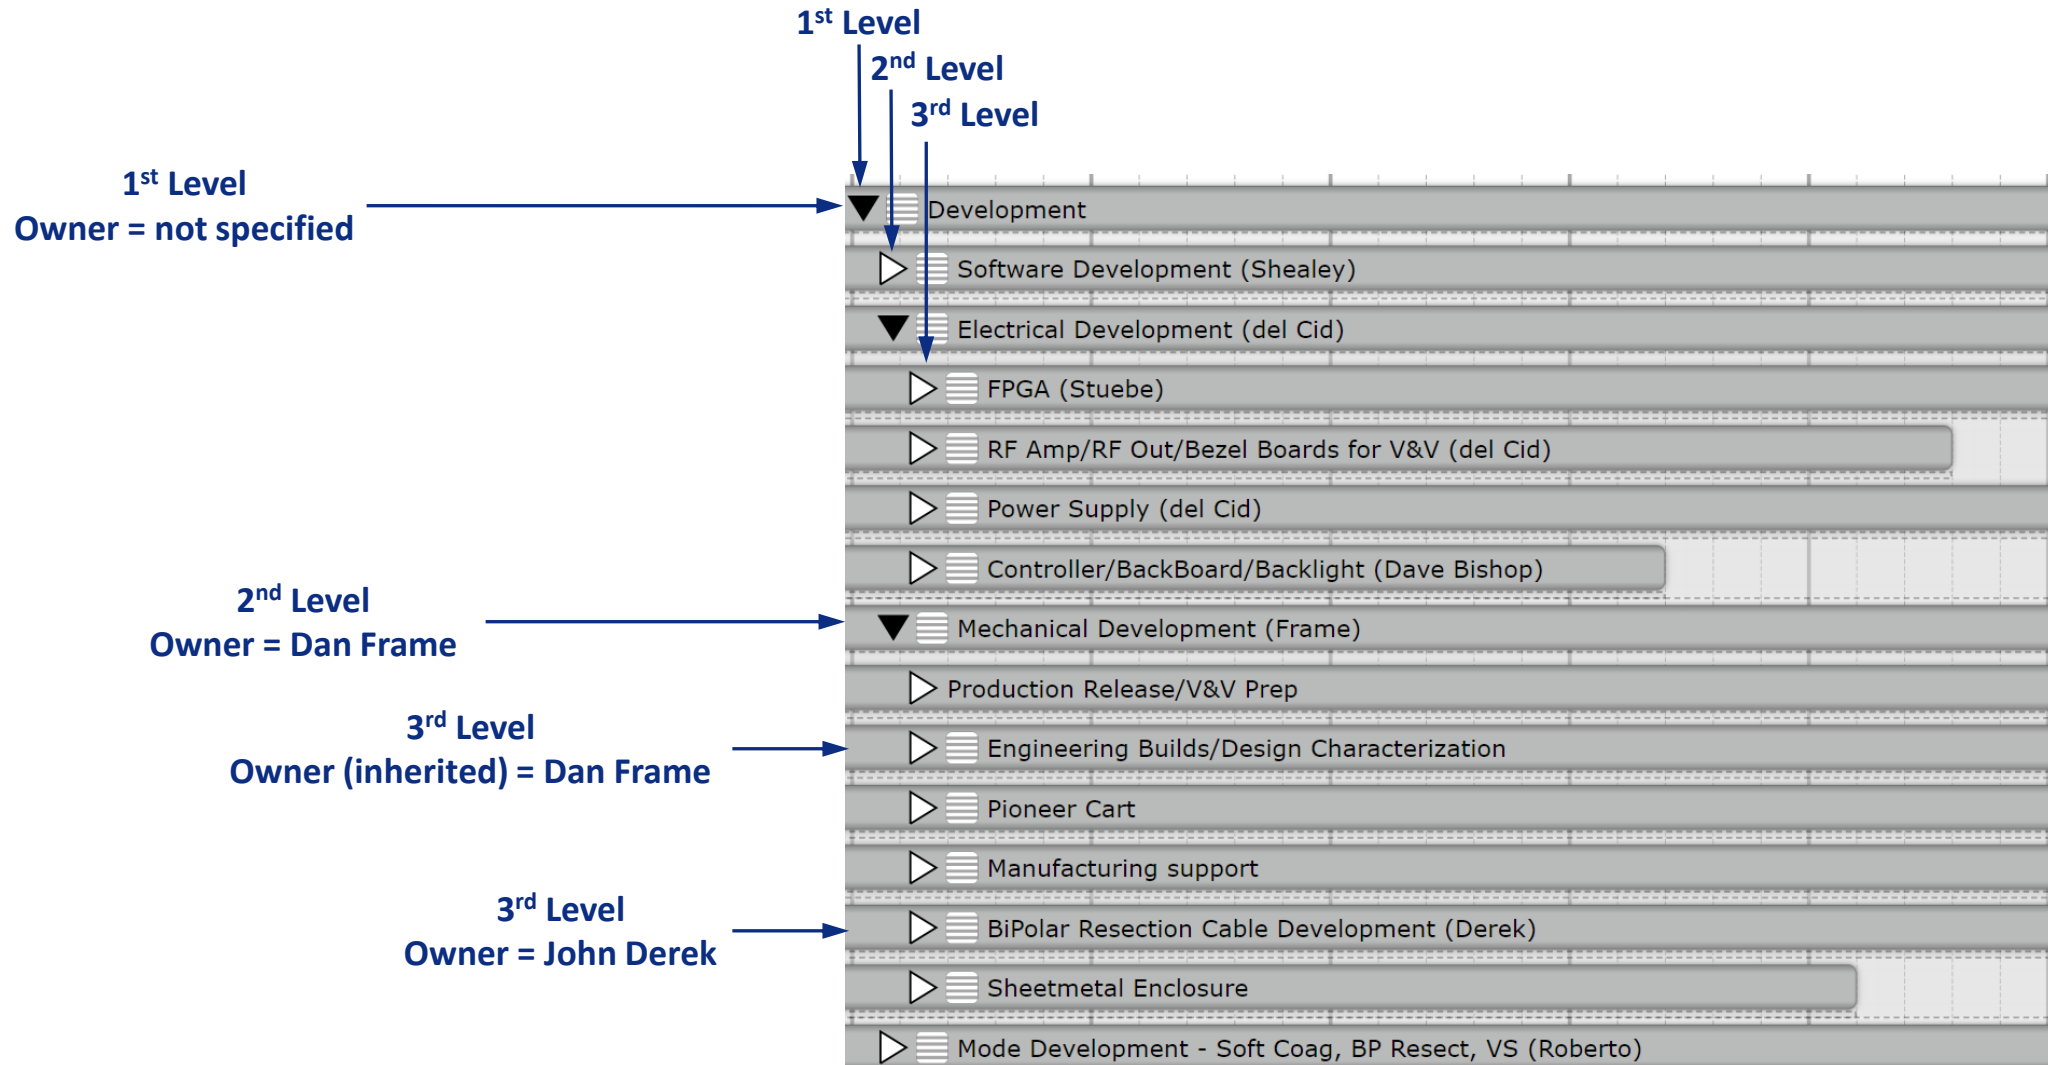 1st Level
2nd Level
3rd Level
1st Level
Owner = not specified
Development
Software Development (Shealey)
Electrical Development (del Cid)
FPGA (Stuebe)
RF Amp/RF Out/Bezel Boards for V&V (del Cid)
Power Supply (del Cid)
Controller/BackBoard/Backlight (Dave Bishop)
2nd Level
Owner = Dan Frame
Mechanical Development (Frame)
Production Release/V&V Prep
3rd Level
Owner (inherited) = Dan Frame
Engineering Builds/Design Characterization
Pioneer Cart
Manufacturing support
3rd Level
Owner = John Derek
BiPolar Resection Cable Development (Derek)
Sheetmetal Enclosure
Mode Development - Soft Coag, BP Resect, VS (Roberto)